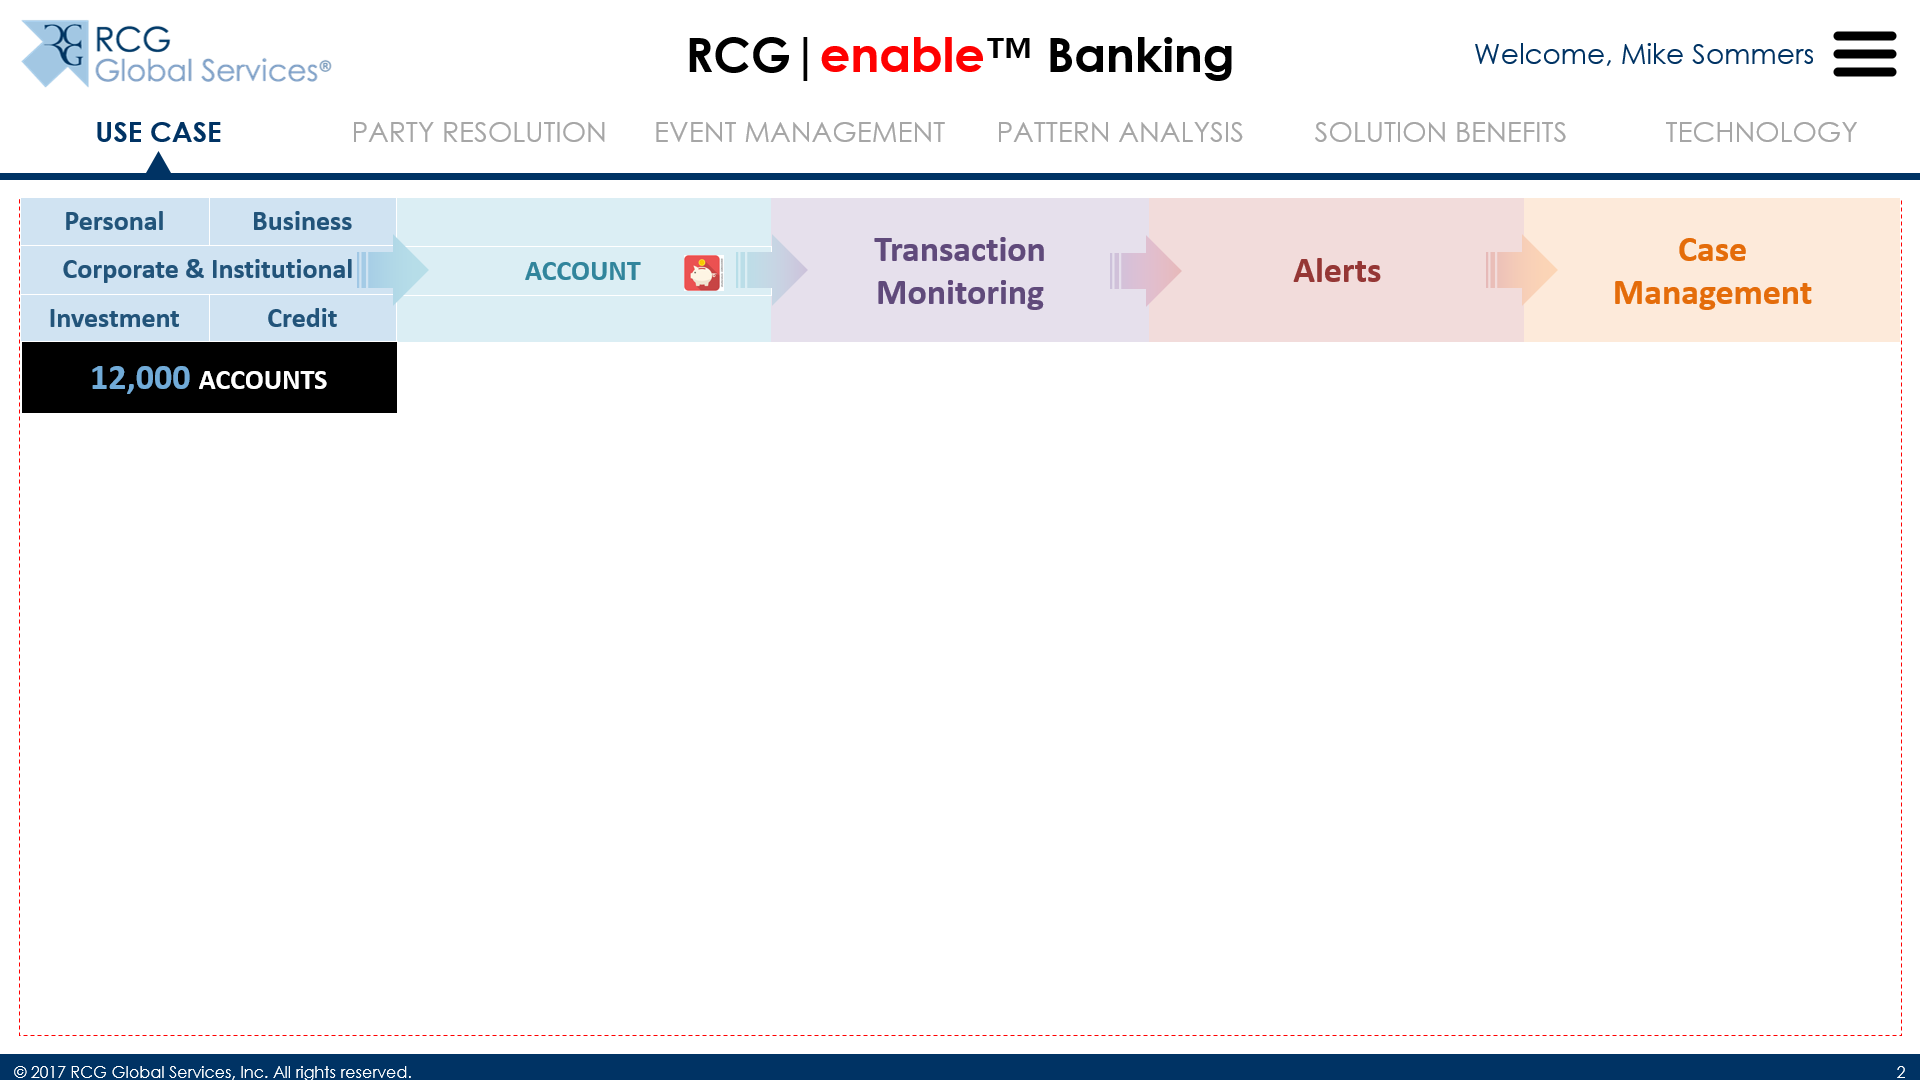 RCG
Global Services®
RCG|enable™ Banking
Welcome, Mike Sommers
USE CASE
PARTY RESOLUTION
EVENT MANAGEMENT
PATTERN ANALYSIS
SOLUTION BENEFITS
TECHNOLOGY
Personal
Business
Corporate & Institutional
Investment
Credit
ACCOUNT
Transaction
Monitoring
Alerts
Case
Management
12,000 ACCOUNTS
© 2017 RCG Global Services, Inc. All rights reserved.
2